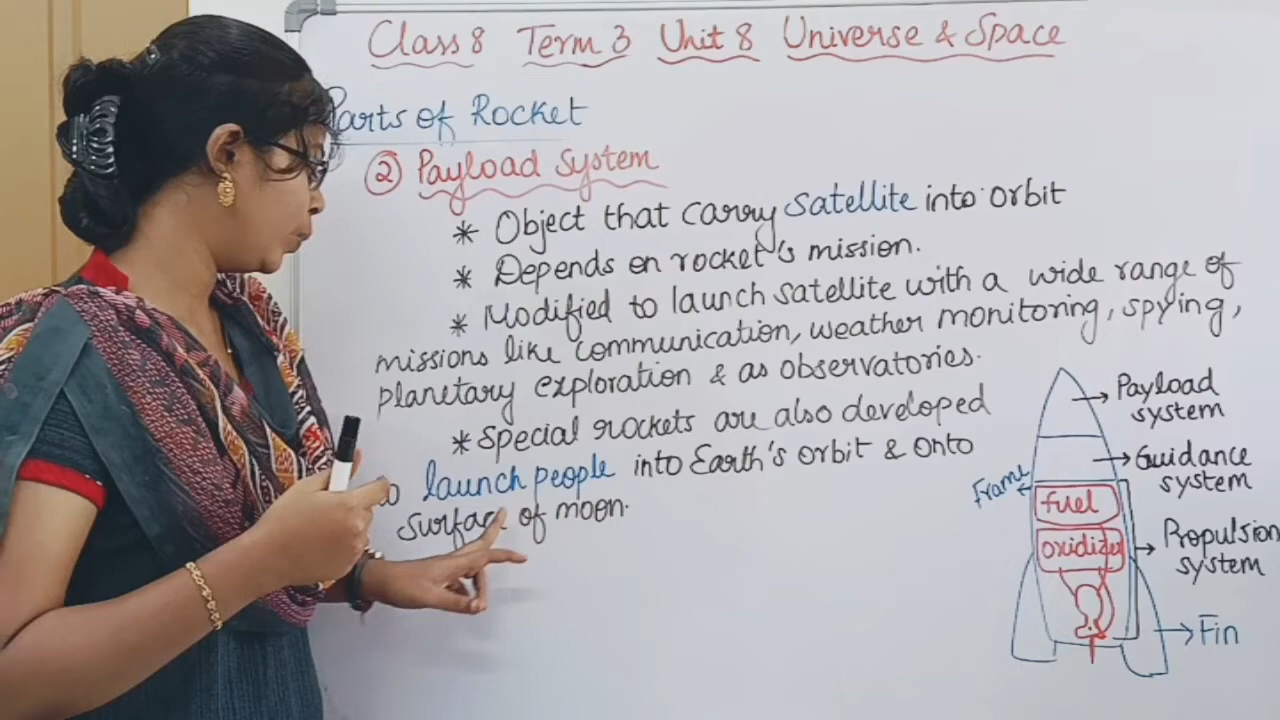 Class 8 Term 3 Unit 8 Universe & Space
Parts of Rocket
② Payload System
* Object that carry satellite into orbit
* Depends on rocket's mission.
* Modified to launch satellite with a wide range of
missions like communication, weather monitoring, spying,
planetary exploration & as observatories.
* Special rockets are also developed
launch people into Earth's orbit & onto
surface of moon.
Payload
system
Guidance
system
Frame
fuel
oxidizer
Propulsion
system
Fin